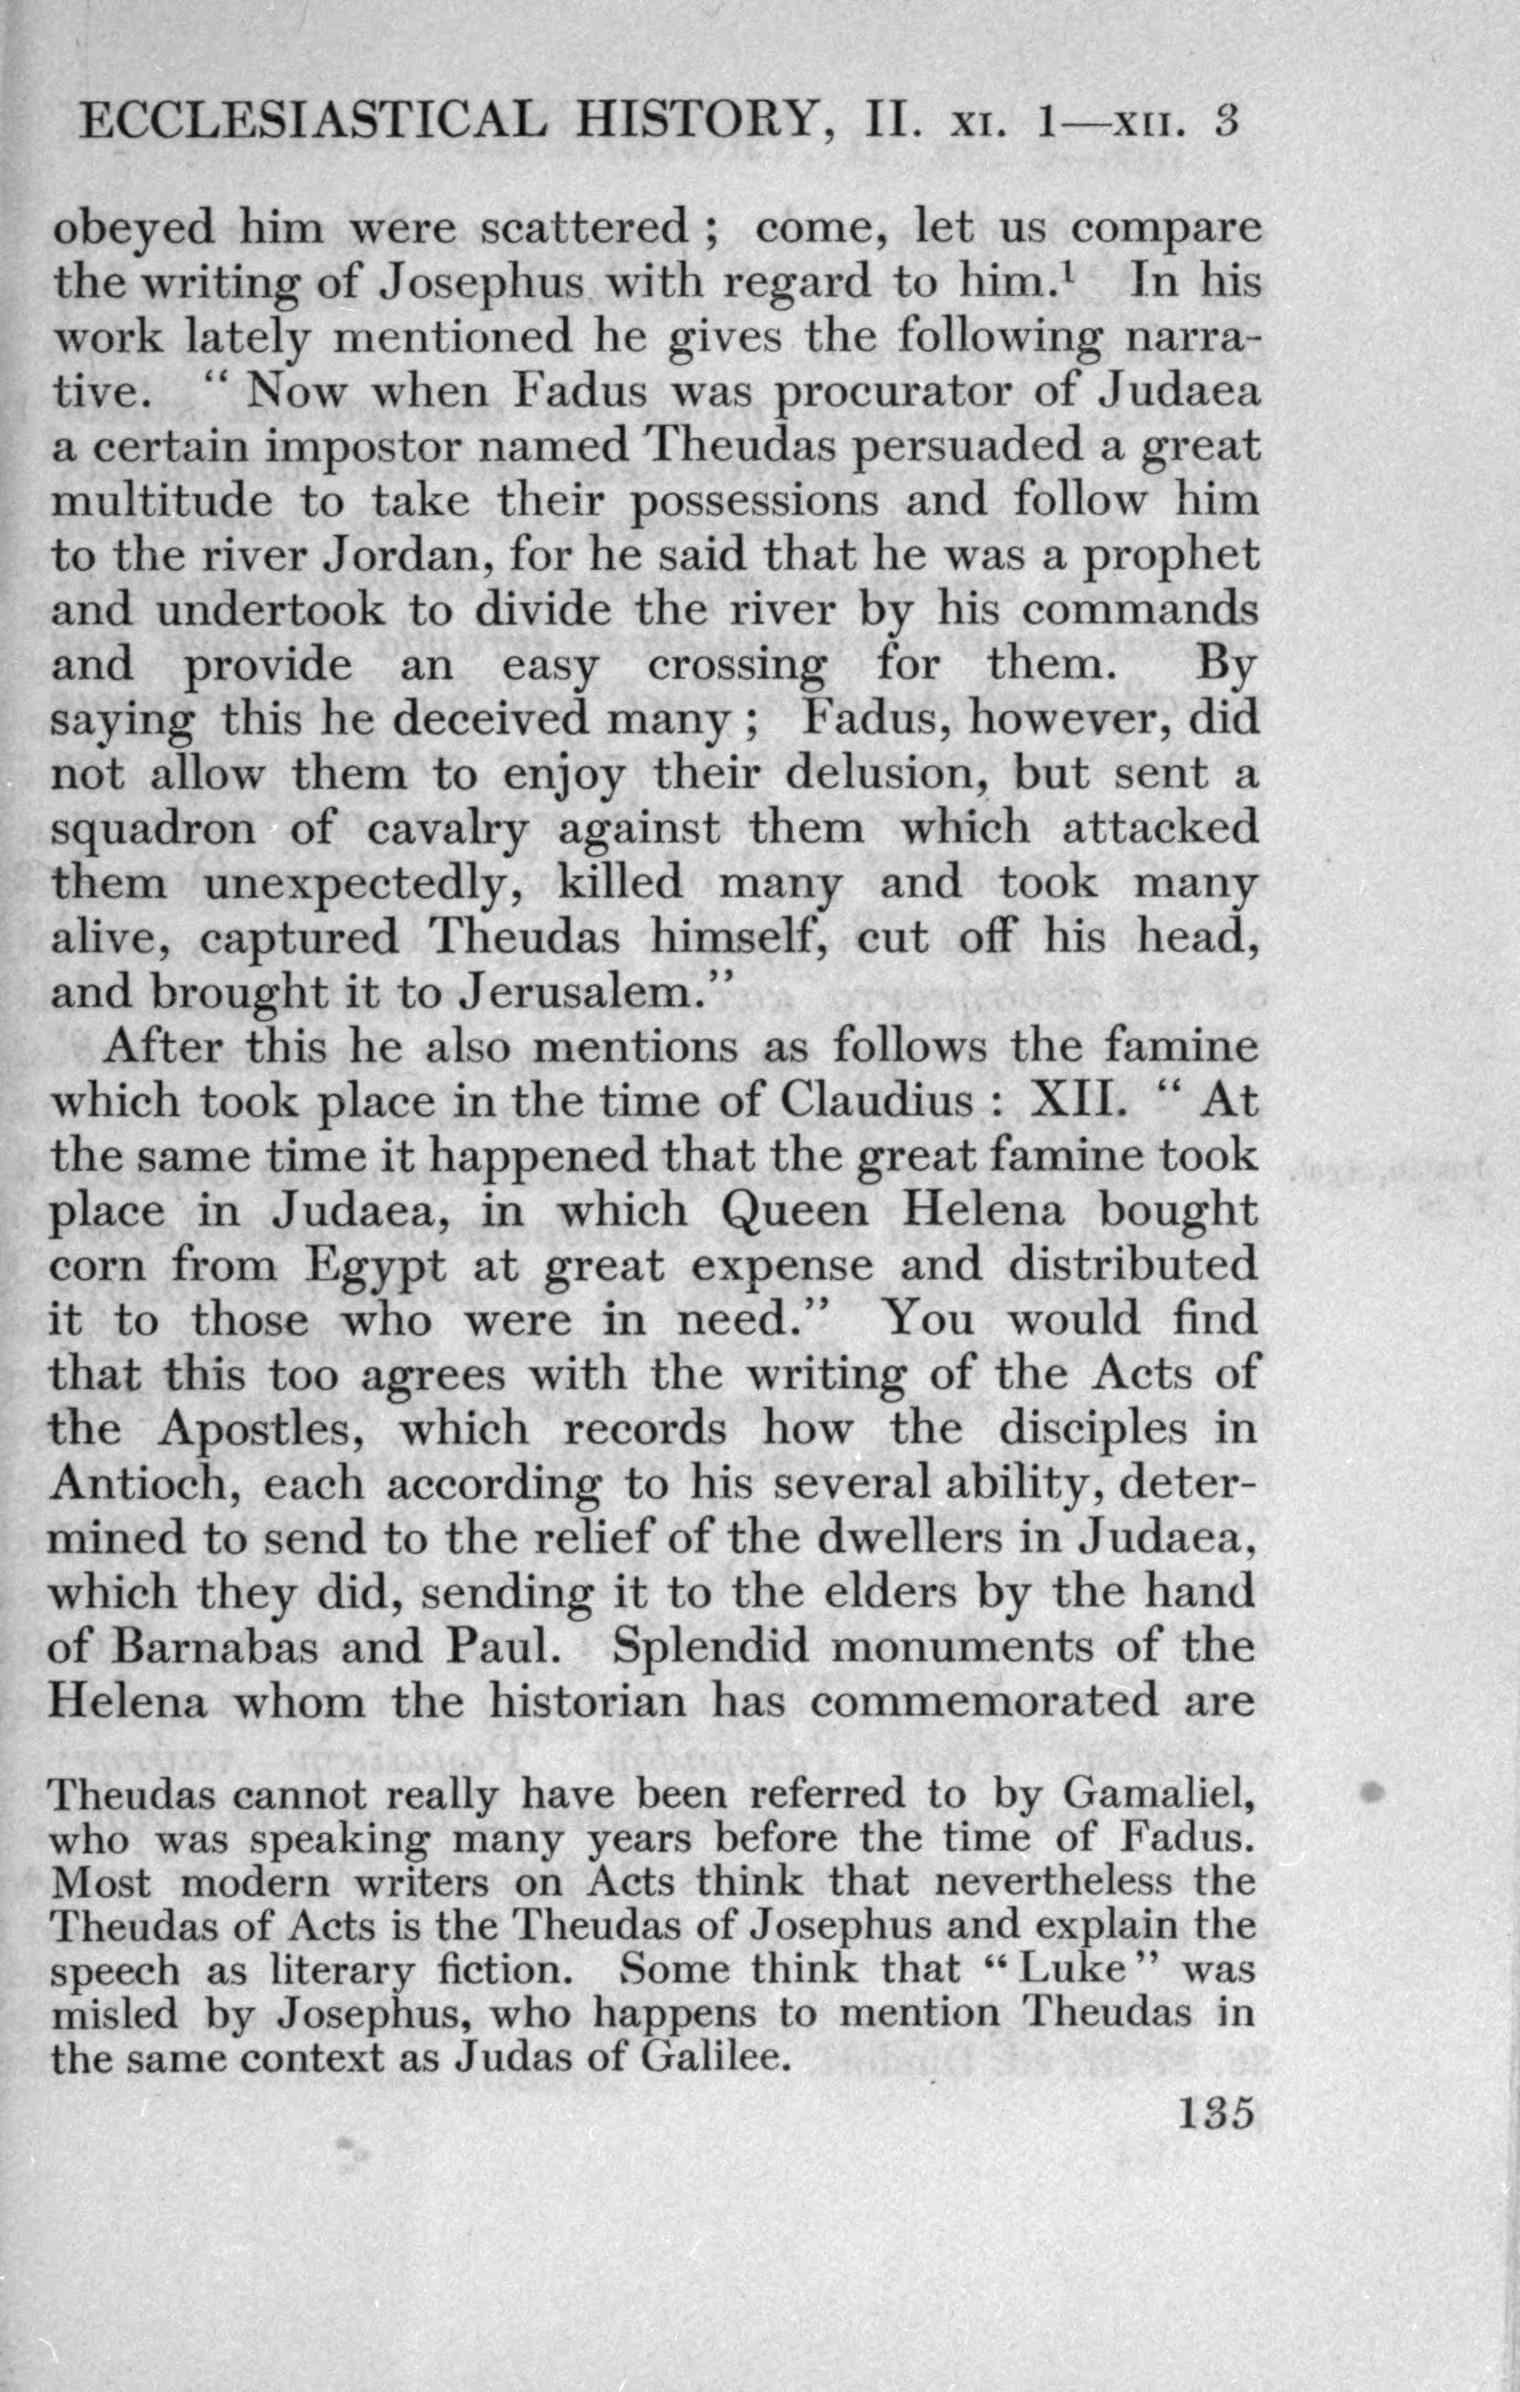 ECCLESIASTICAL HISTORY, II. XI. 1—XII. 3
obeyed him were scattered ; come, let us compare
the writing of Josephus with regard to him.¹ In his
work lately mentioned he gives the following narra-
tive. “ Now when Fadus was procurator of Judaea
a certain impostor named Theudas persuaded a great
multitude to take their possessions and follow him
to the river Jordan, for he said that he was a prophet
and undertook to divide the river by his commands
and provide an easy crossing for them. By
saying this he deceived many ; Fadus, however, did
not allow them to enjoy their delusion, but sent a
squadron of cavalry against them which attacked
them unexpectedly, killed many and took many
alive, captured Theudas himself, cut off his head,
and brought it to Jerusalem.”
After this he also mentions as follows the famine
which took place in the time of Claudius : XII. “ At
the same time it happened that the great famine took
place in Judaea, in which Queen Helena bought
corn from Egypt at great expense and distributed
it to those who were in need.” You would find
that this too agrees with the writing of the Acts of
the Apostles, which records how the disciples in
Antioch, each according to his several ability, deter-
mined to send to the relief of the dwellers in Judaea,
which they did, sending it to the elders by the hand
of Barnabas and Paul. Splendid monuments of the
Helena whom the historian has commemorated are
Theudas cannot really have been referred to by Gamaliel,
who was speaking many years before the time of Fadus.
Most modern writers on Acts think that nevertheless the
Theudas of Acts is the Theudas of Josephus and explain the
speech as literary fiction. Some think that “ Luke ” was
misled by Josephus, who happens to mention Theudas in
the same context as Judas of Galilee.
135